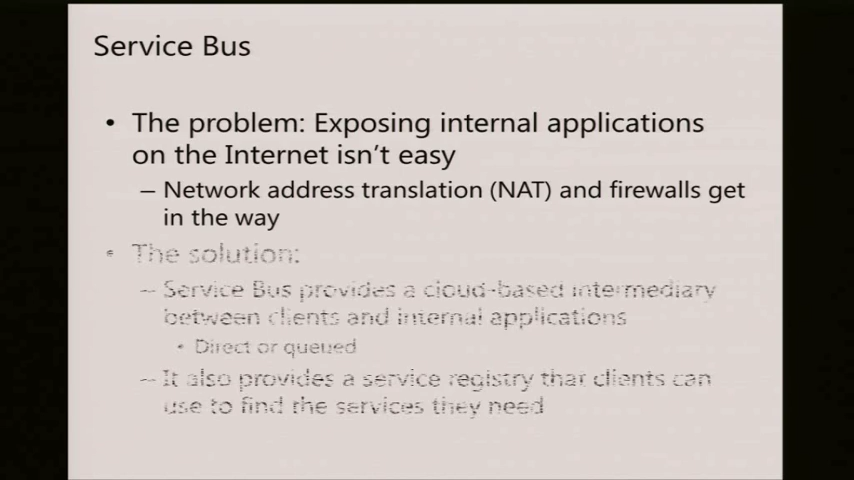 Service Bus
• The problem: Exposing internal applications
on the Internet isn't easy
– Network address translation (NAT) and firewalls get
in the way
• The solution:
– Service Bus provides a cloud-based intermediary
between clients and internal applications
• Direct or queued
– It also provides a service registry that clients can
use to find the services they need